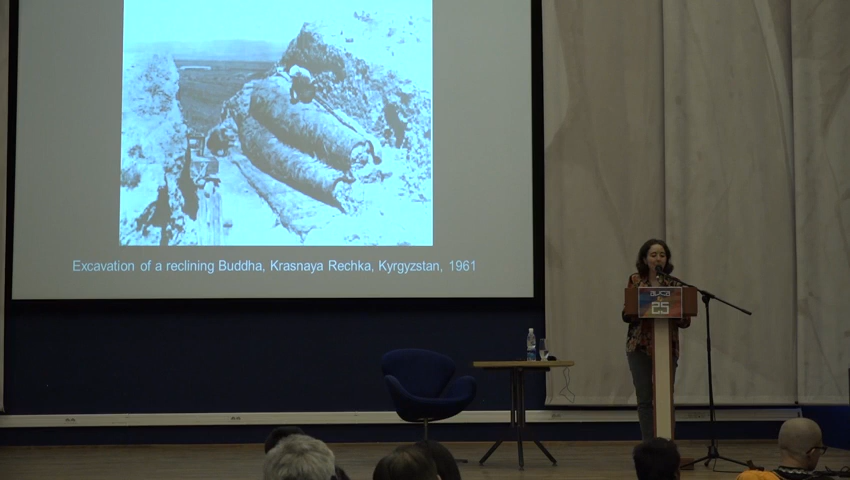 Excavation of a reclining Buddha, Krasnaya Rechka, Kyrgyzstan, 1961
auca
25